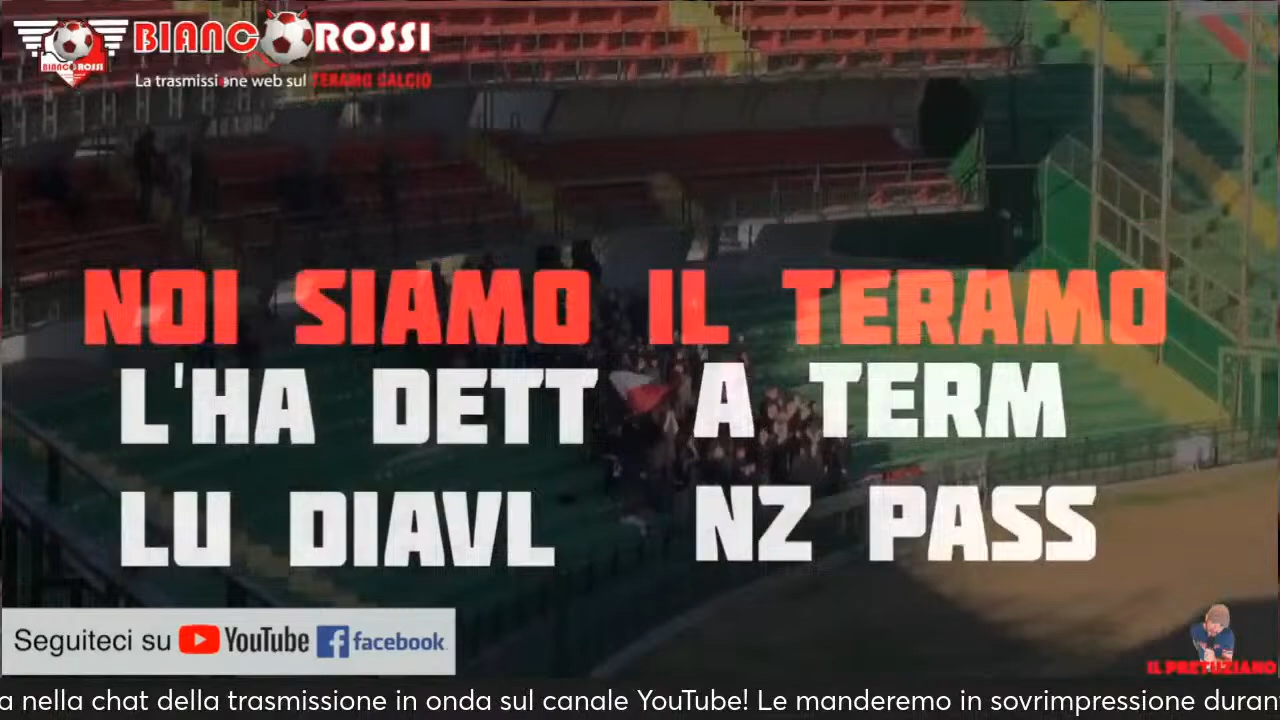 BIANCOROSSI
BIANCOROSSI
La trasmissione web sul TERAMO CALCIO
NOI SIAMO IL TERAMO
L'HA DETT A TERM
LU DIAVL NZ PASS
Seguiteci su YouTube facebook.
IL PRETUZIANO
a nella chat della trasmissione in onda sul canale YouTube! Le manderemo in sovrimpressione duran